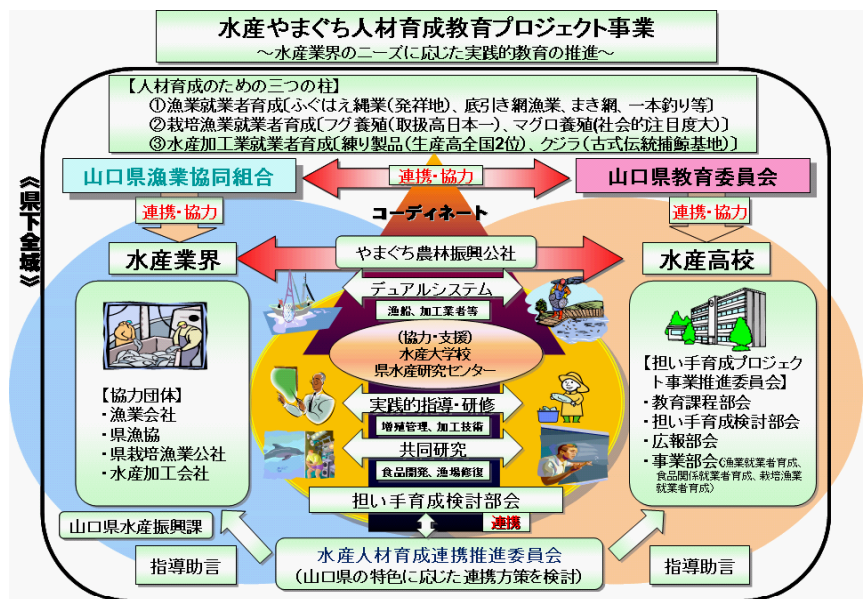 水産やまぐち人材育成教育プロジェクト事業
～水産業界のニーズに応じた実践的教育の推進～
【人材育成のための三つの柱】
①漁業就業者育成〔ふぐはえ縄業(発祥地)、底引き網漁業、まき網、一本釣り等〕
②栽培漁業就業者育成〔フグ養殖(取扱高日本一)、マグロ養殖(社会的注目度大)〕
③水産加工業就業者育成〔練り製品(生産高全国2位)、クジラ(古式伝統捕鯨基地)〕
《県下全域》
山口県漁業協同組合
連携・協力
山口県教育委員会
連携・協力
コーディネート
連携・協力
水産業界
やまぐち農林振興公社
水産高校
デュアルシステム
漁船、加工業者等
(協力・支援)
水産大学校
県水産研究センター
実践的指導・研修
増殖管理、加工技術
共同研究
食品開発、漁場修復
担い手育成検討部会
連携
【協力団体】
・漁業会社
・県漁協
・県栽培漁業公社
・水産加工会社
【担い手育成プロジェク
ト事業推進委員会】
・教育課程部会
・担い手育成検討部会
・広報部会
・事業部会(漁業就業者育成、
食品関係就業者育成、栽培漁業
就業者育成)
山口県水産振興課
指導助言
水産人材育成連携推進委員会
(山口県の特色に応じた連携方策を検討)
指導助言